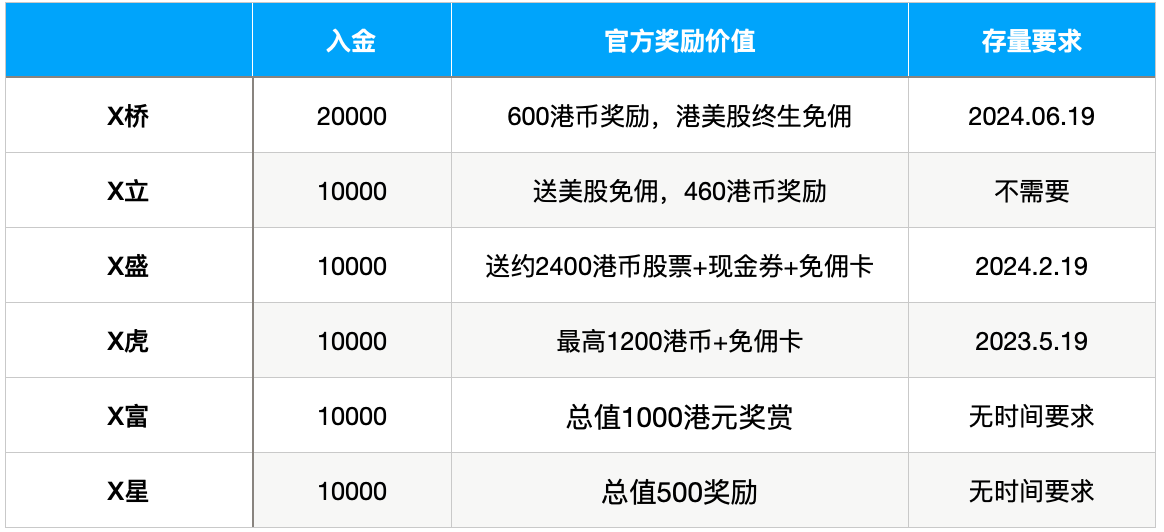 入金 官方奖励价值 存量要求
X桥 20000 600港币奖励，港美股终生免佣 2024.06.19
X立 10000 送美股免佣，460港币奖励 不需要
X盛 10000 送约2400港币股票+现金券+免佣卡 2024.2.19
X虎 10000 最高1200港币+免佣卡 2023.5.19
X富 10000 总值1000港元奖赏 无时间要求
X星 10000 总值500奖励 无时间要求